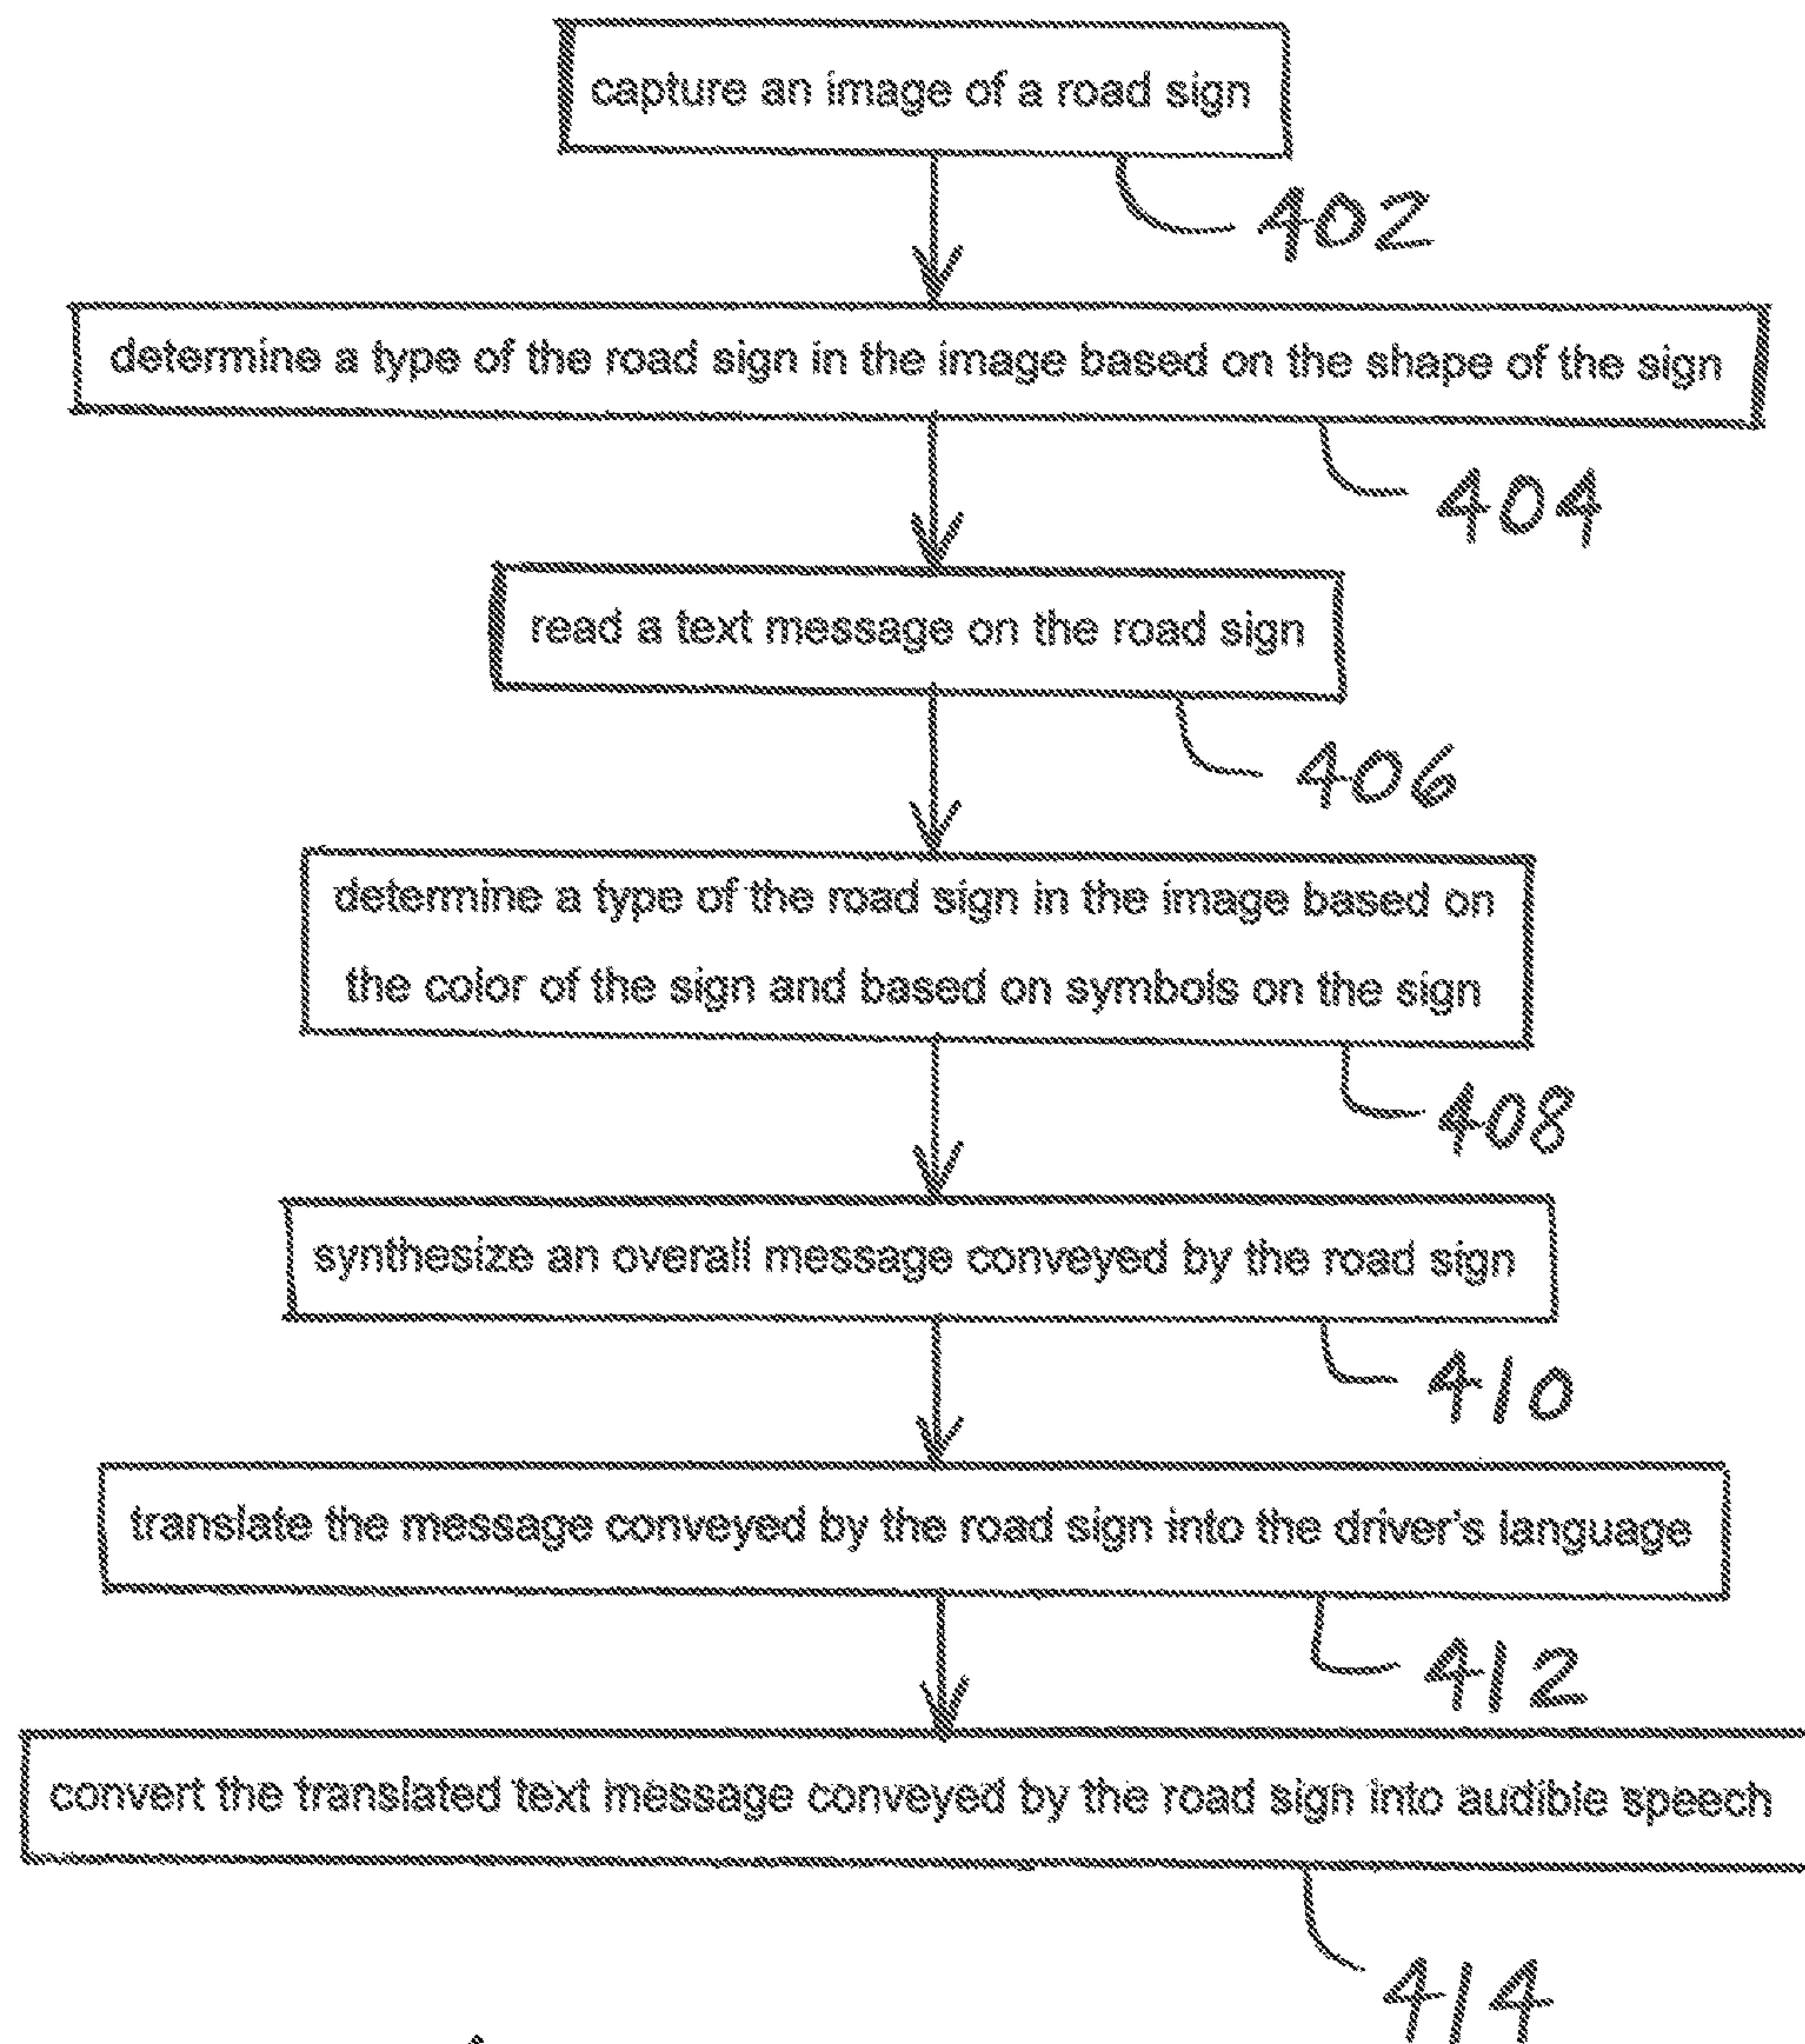 capture an image of a road sign
402
determine a type of the road sign in the image based on the shape of the sign
404
read a text message on the road sign
406
determine a type of the road sign in the image based on
the color of the sign and based on symbols on the sign
408
synthesize an overall message conveyed by the road sign
410
translate the message conveyed by the road sign into the driver's language
412
convert the translated text message conveyed by the road sign into audible speech
414